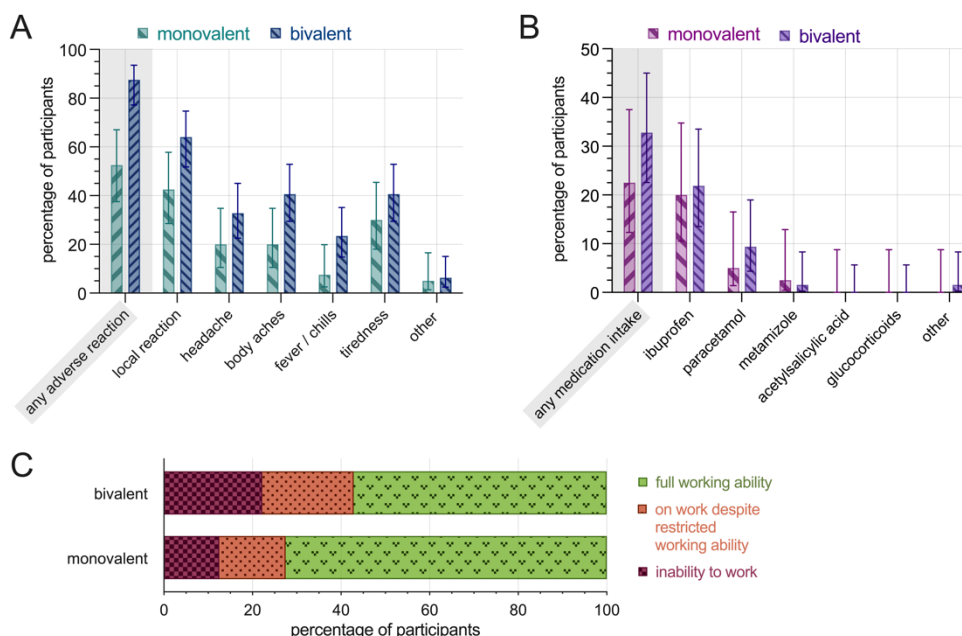 A
monovalent bivalent
percentage of participants
100
80
60
40
20
0
any adverse reaction
local reaction
headache
body aches
fever / chills
tiredness
other
B
monovalent bivalent
percentage of participants
50
40
30
20
10
0
any medication intake
ibuprofen
paracetamol
metamizole
acetylsalicylic acid
glucocorticoids
other
C
bivalent
monovalent
0 20 40 60 80 100
percentage of participants
full working ability
on work despite
restricted
working ability
inability to work